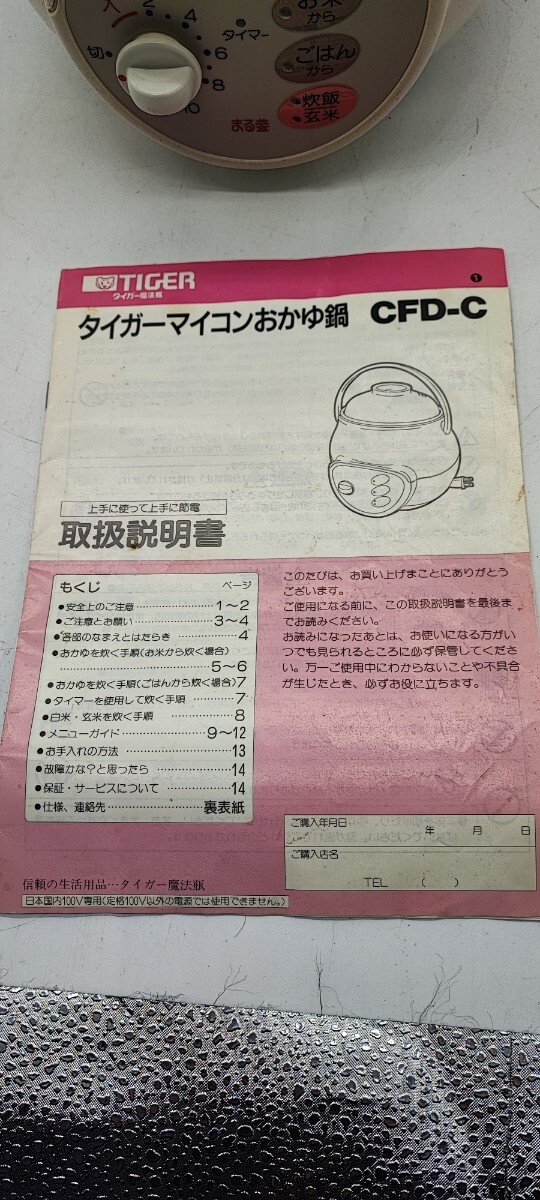 入 2 4 6 8 10
切
タイマー
お米
から
ごはん
から
炊飯
玄米
まる釜
TIGER
タイガー魔法瓶
1
タイガーマイコンおかゆ鍋 CFD-C
上手に使って上手に節電
取扱説明書
もくじ ページ
●安全上のご注意 1〜2
●ご注意とお願い 3〜4
●各部のなまえとはたらき 4
●おかゆを炊く手順(お米から炊く場合)
5〜6
●おかゆを炊く手順(ごはんから炊く場合)7
●タイマーを使用して炊く手順 7
●白米・玄米を炊く手順 8
●メニューガイド 9〜12
●お手入れの方法 13
●故障かな?と思ったら 14
●保証・サービスについて 14
●仕様、連絡先 裏表紙
このたびは、お買い上げまことにありがとう
ございます。
ご使用になる前に、この取扱説明書を最後ま
でお読みください。
お読みになったあとは、お使いになる方がい
つでも見られるところに必ず保管してくださ
い。万一ご使用中にわからないことや不具合
が生じたとき、必ずお役に立ちます。
ご購入年月日
年 月 日
ご購入店名
TEL ( )
信頼の生活用品…タイガー魔法瓶
日本国内100V専用(定格100V以外の電源では使用できません。)